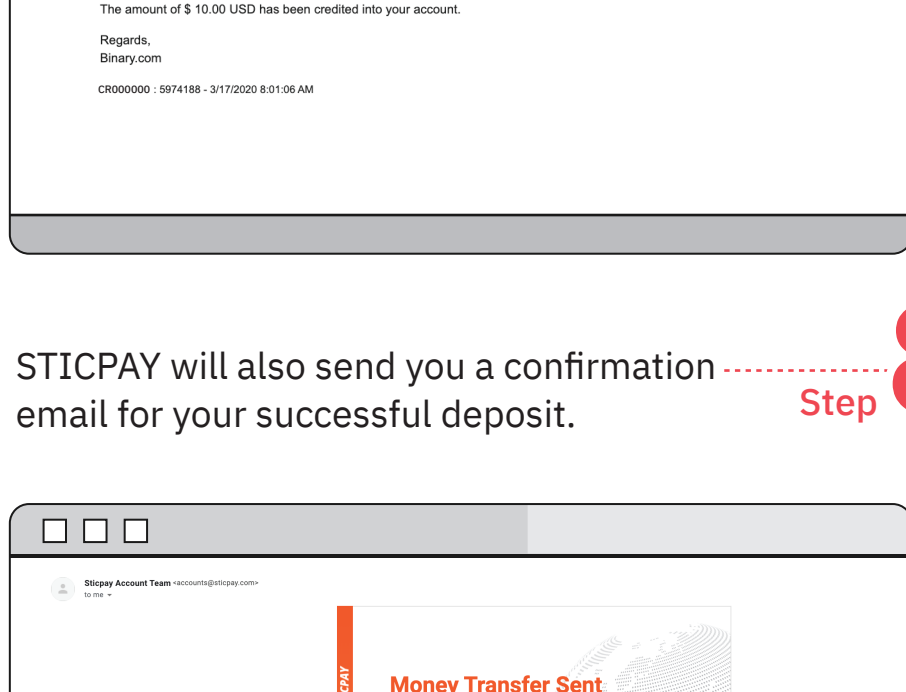 The amount of $ 10.00 USD has been credited into your account.
Regards,
Binary.com
CR000000 : 5974188 - 3/17/2020 8:01:06 AM
STICPAY will also send you a confirmation
email for your successful deposit.
Step 8
Sticpay Account Team <accounts@sticpay.com>
to me
Money Transfer Sent